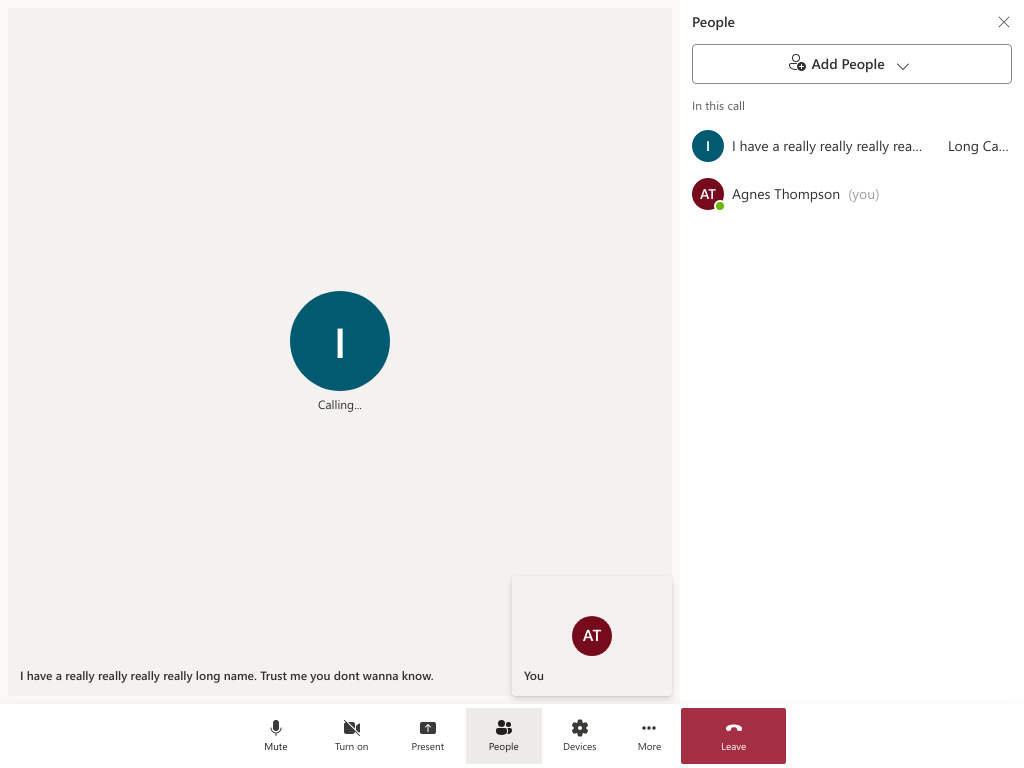 People
Add People
In this call
I
I have a really really really rea...
Long Ca...
AT
Agnes Thompson (you)
I
Calling...
AT
I have a really really really really long name. Trust me you dont wanna know.
You
Mute
Turn on
Present
People
Devices
More
Leave